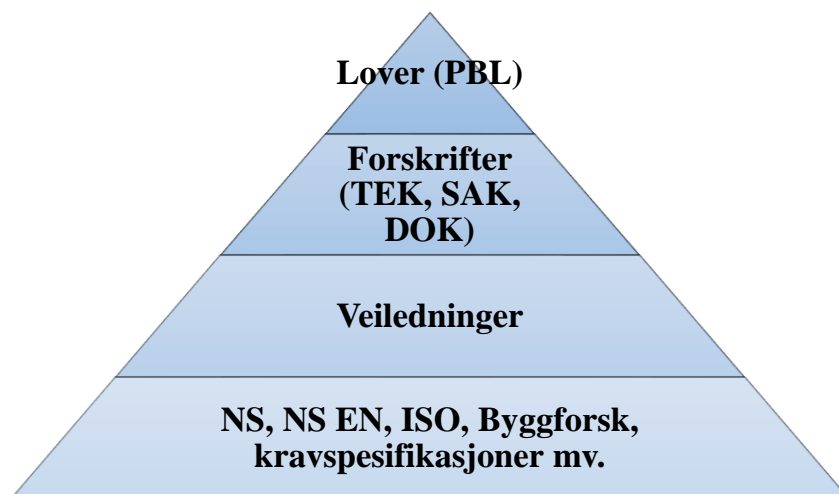 Lover (PBL)
Forskrifter
(TEK, SAK,
DOK)
Veiledninger
NS, NS EN, ISO, Byggforsk,
kravspesifikasjoner mv.